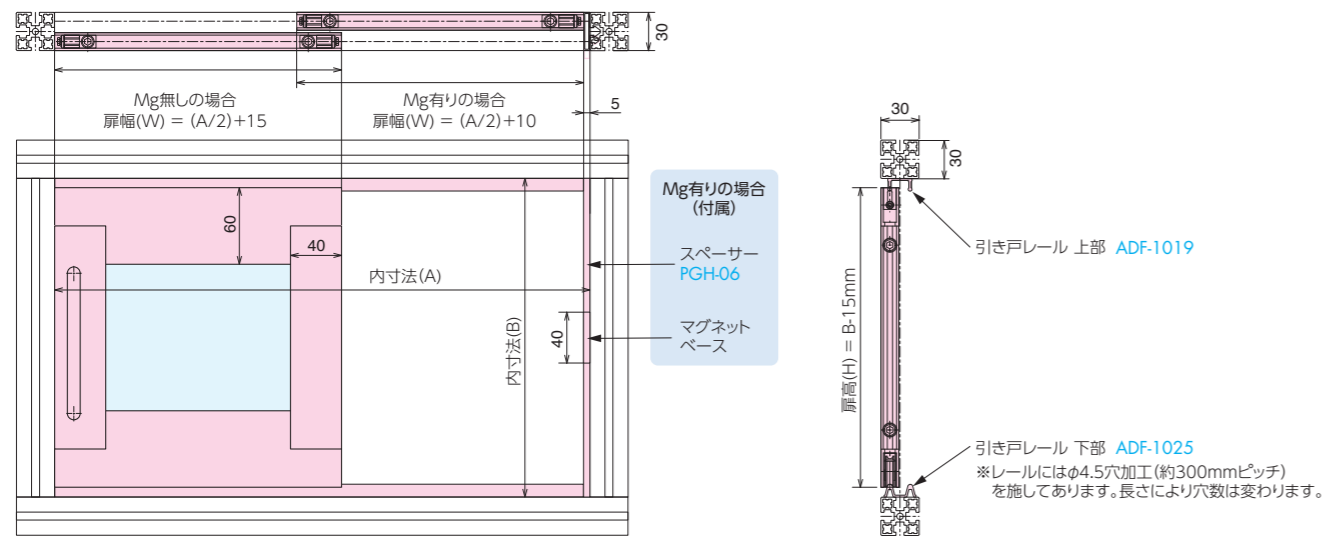 30
Mg無しの場合
扉幅(W) = (A/2)+15
Mg有りの場合
扉幅(W) = (A/2)+10
5
60
40
内寸法(A)
内寸法(B)
40
Mg有りの場合
(付属)
スペーサー
PGH-06
マグネット
ベース
30
30
扉高(H) = B-15mm
引き戸レール 上部 ADF-1019
引き戸レール 下部 ADF-1025
※レールにはφ4.5穴加工(約300mmピッチ)
を施してあります。長さにより穴数は変わります。